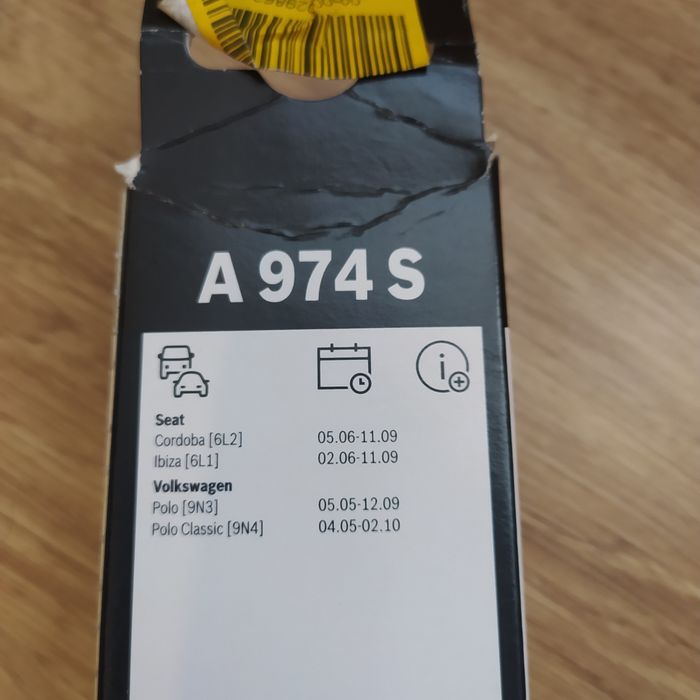 A 974 S
Seat
Cordoba [6L2] 05.06-11.09
Ibiza [6L1] 02.06-11.09
Volkswagen
Polo [9N3] 05.05-12.09
Polo Classic [9N4] 04.05-02.10